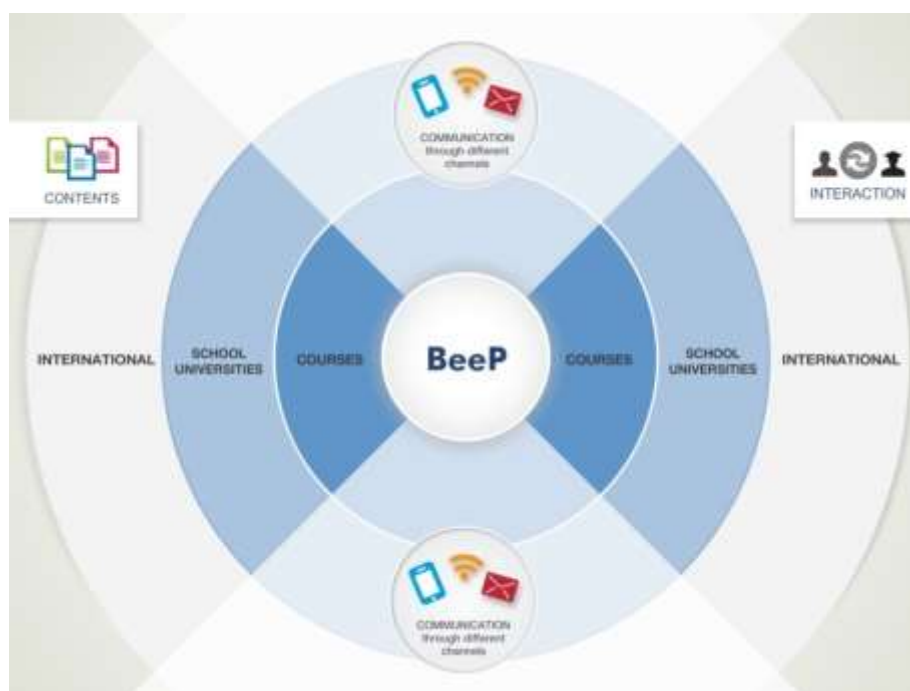 COMMUNICATION
through different
channels
CONTENTS
INTERACTION
INTERNATIONAL
SCHOOL
UNIVERSITIES
COURSES
BeeP
COURSES
SCHOOL
UNIVERSITIES
INTERNATIONAL
COMMUNICATION
through different
channels